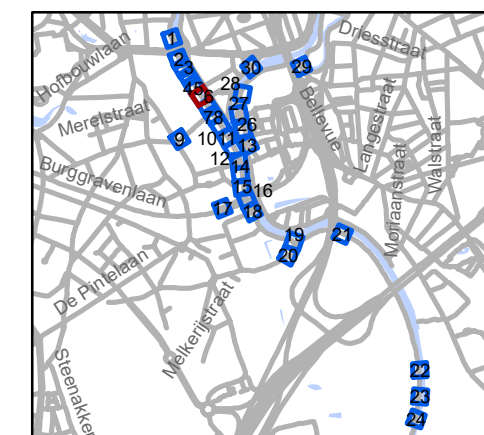 1
Driesstraat
Hofbouwlaan
2
3
30
29
28
4
5
6
27
Bellevue
Merelstraat
7
8
26
Langestraat
Walstraat
9
10
11
13
12
14
Burggravenlaan
15
16
Moriaanstraat
17
18
19
21
20
De Pintelaan
Melkerijstraat
Steenakker
22
23
24